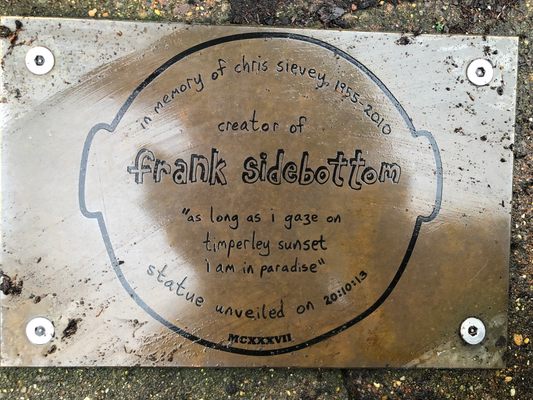 in memory of chris sievey, 1955-2010
creator of
frank sidebottom
"as long as i gaze on
timperley sunset
i am in paradise"
statue unveiled on 20:10:13
MCXXXVII